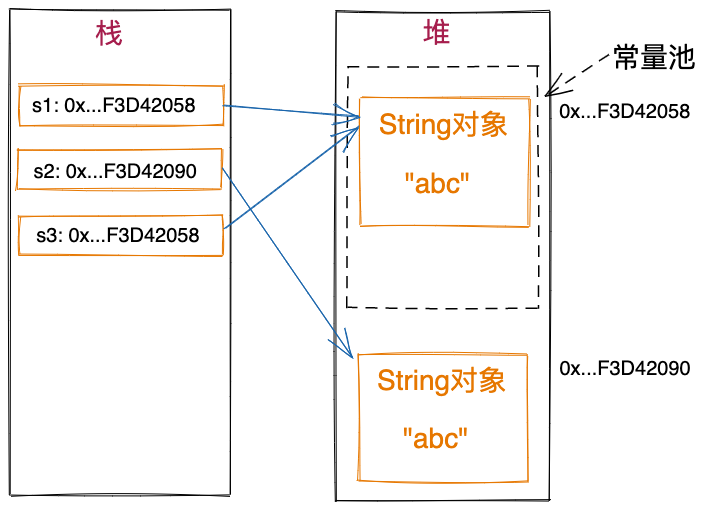 栈
s1: 0x...F3D42058
s2: 0x...F3D42090
s3: 0x...F3D42058
堆
常量池
String对象
"abc"
0x...F3D42058
String对象
"abc"
0x...F3D42090